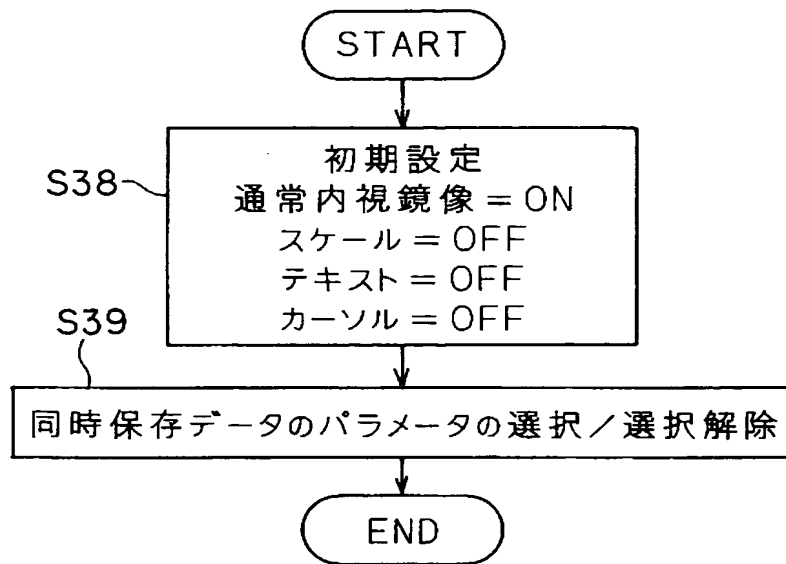 START
S38
初期設定
通常内視鏡像 = ON
スケール = OFF
テキスト = OFF
カーソル = OFF
S39
同時保存データのパラメータの選択／選択解除
END